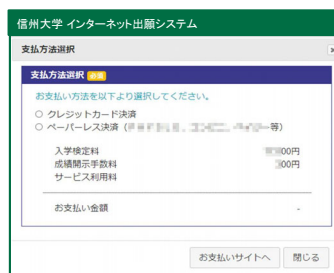 信州大学 インターネット出願システム
支払方法選択
支払方法選択 必須
お支払い方法を以下より選択してください。
クレジットカード決済
ペーパーレス決済（ 等）
入学検定料 00円
成績開示手数料 00円
サービス利用料
お支払い金額 -
お支払いサイトへ 閉じる